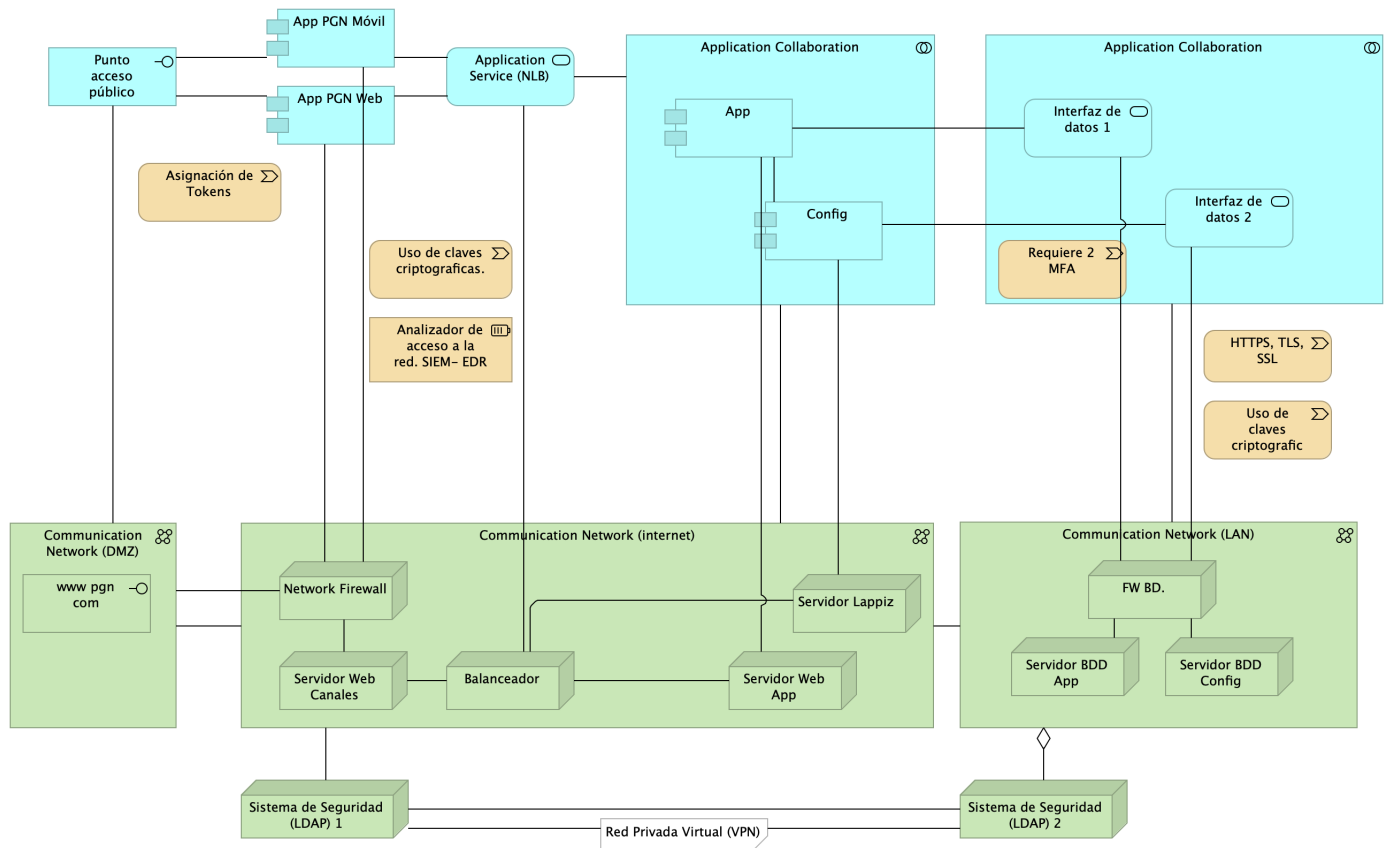 App PGN Móvil
Punto
acceso
público
Application
Service (NLB)
App PGN Web
Application Collaboration
App
Config
Application Collaboration
Interfaz de
datos 1
Interfaz de
datos 2
Asignación de
Tokens
Uso de claves
criptograficas.
Analizador de
acceso a la
red. SIEM- EDR
Requiere 2
MFA
HTTPS, TLS,
SSL
Uso de
claves
criptografic
Communication
Network (DMZ)
www pgn
com
Communication Network (internet)
Network Firewall
Servidor Lappiz
Servidor Web
Canales
Balanceador
Servidor Web
App
Communication Network (LAN)
FW BD.
Servidor BDD
App
Servidor BDD
Config
Sistema de Seguridad
(LDAP) 1
Sistema de Seguridad
(LDAP) 2
Red Privada Virtual (VPN)